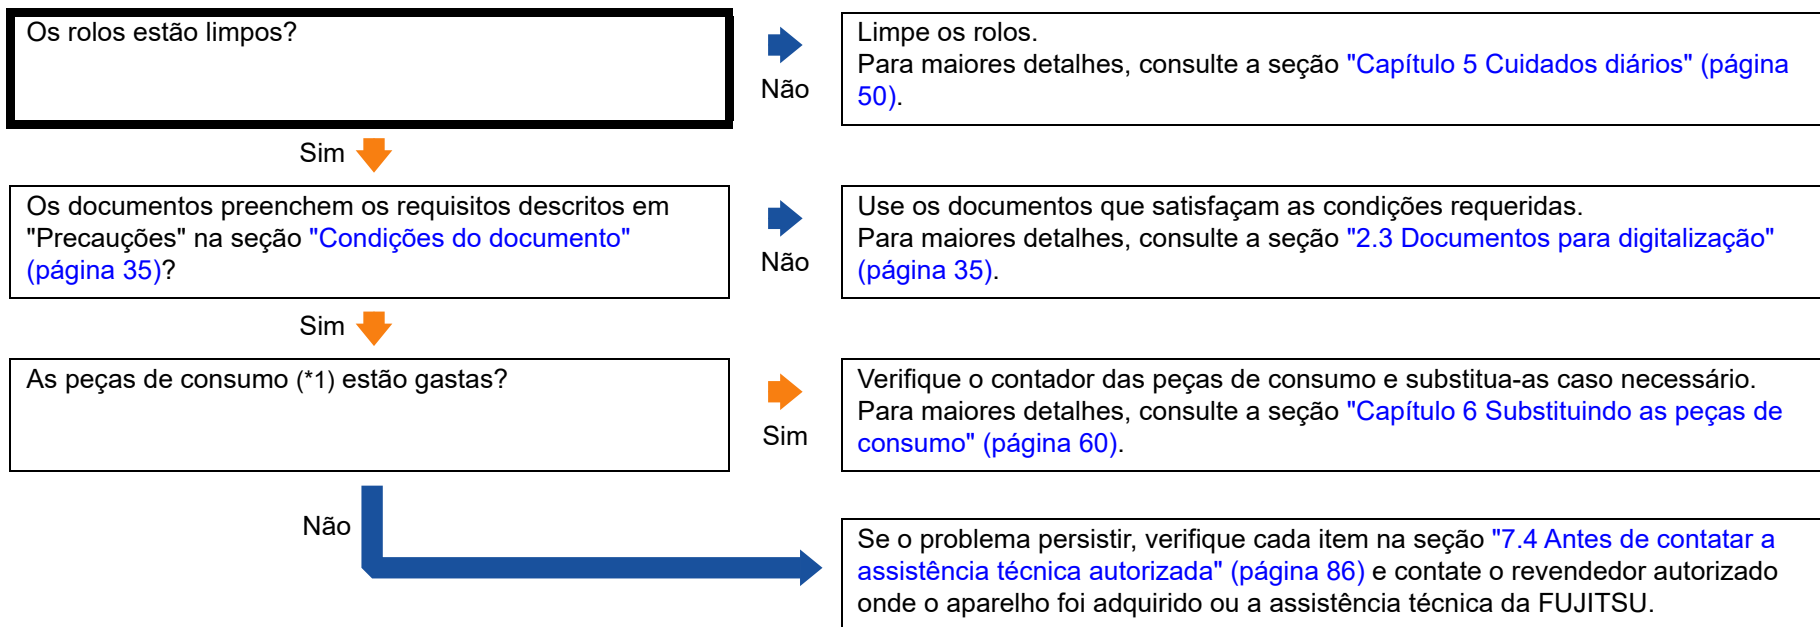 Os rolos estão limpos?
Não
Limpe os rolos.
Para maiores detalhes, consulte a seção "Capítulo 5 Cuidados diários" (página
50).
Sim
Os documentos preenchem os requisitos descritos em
"Precauções" na seção "Condições do documento"
(página 35)?
Não
Use os documentos que satisfaçam as condições requeridas.
Para maiores detalhes, consulte a seção "2.3 Documentos para digitalização"
(página 35).
Sim
As peças de consumo (*1) estão gastas?
Sim
Verifique o contador das peças de consumo e substitua-as caso necessário.
Para maiores detalhes, consulte a seção "Capítulo 6 Substituindo as peças de
consumo" (página 60).
Não
Se o problema persistir, verifique cada item na seção "7.4 Antes de contatar a
assistência técnica autorizada" (página 86) e contate o revendedor autorizado
onde o aparelho foi adquirido ou a assistência técnica da FUJITSU.